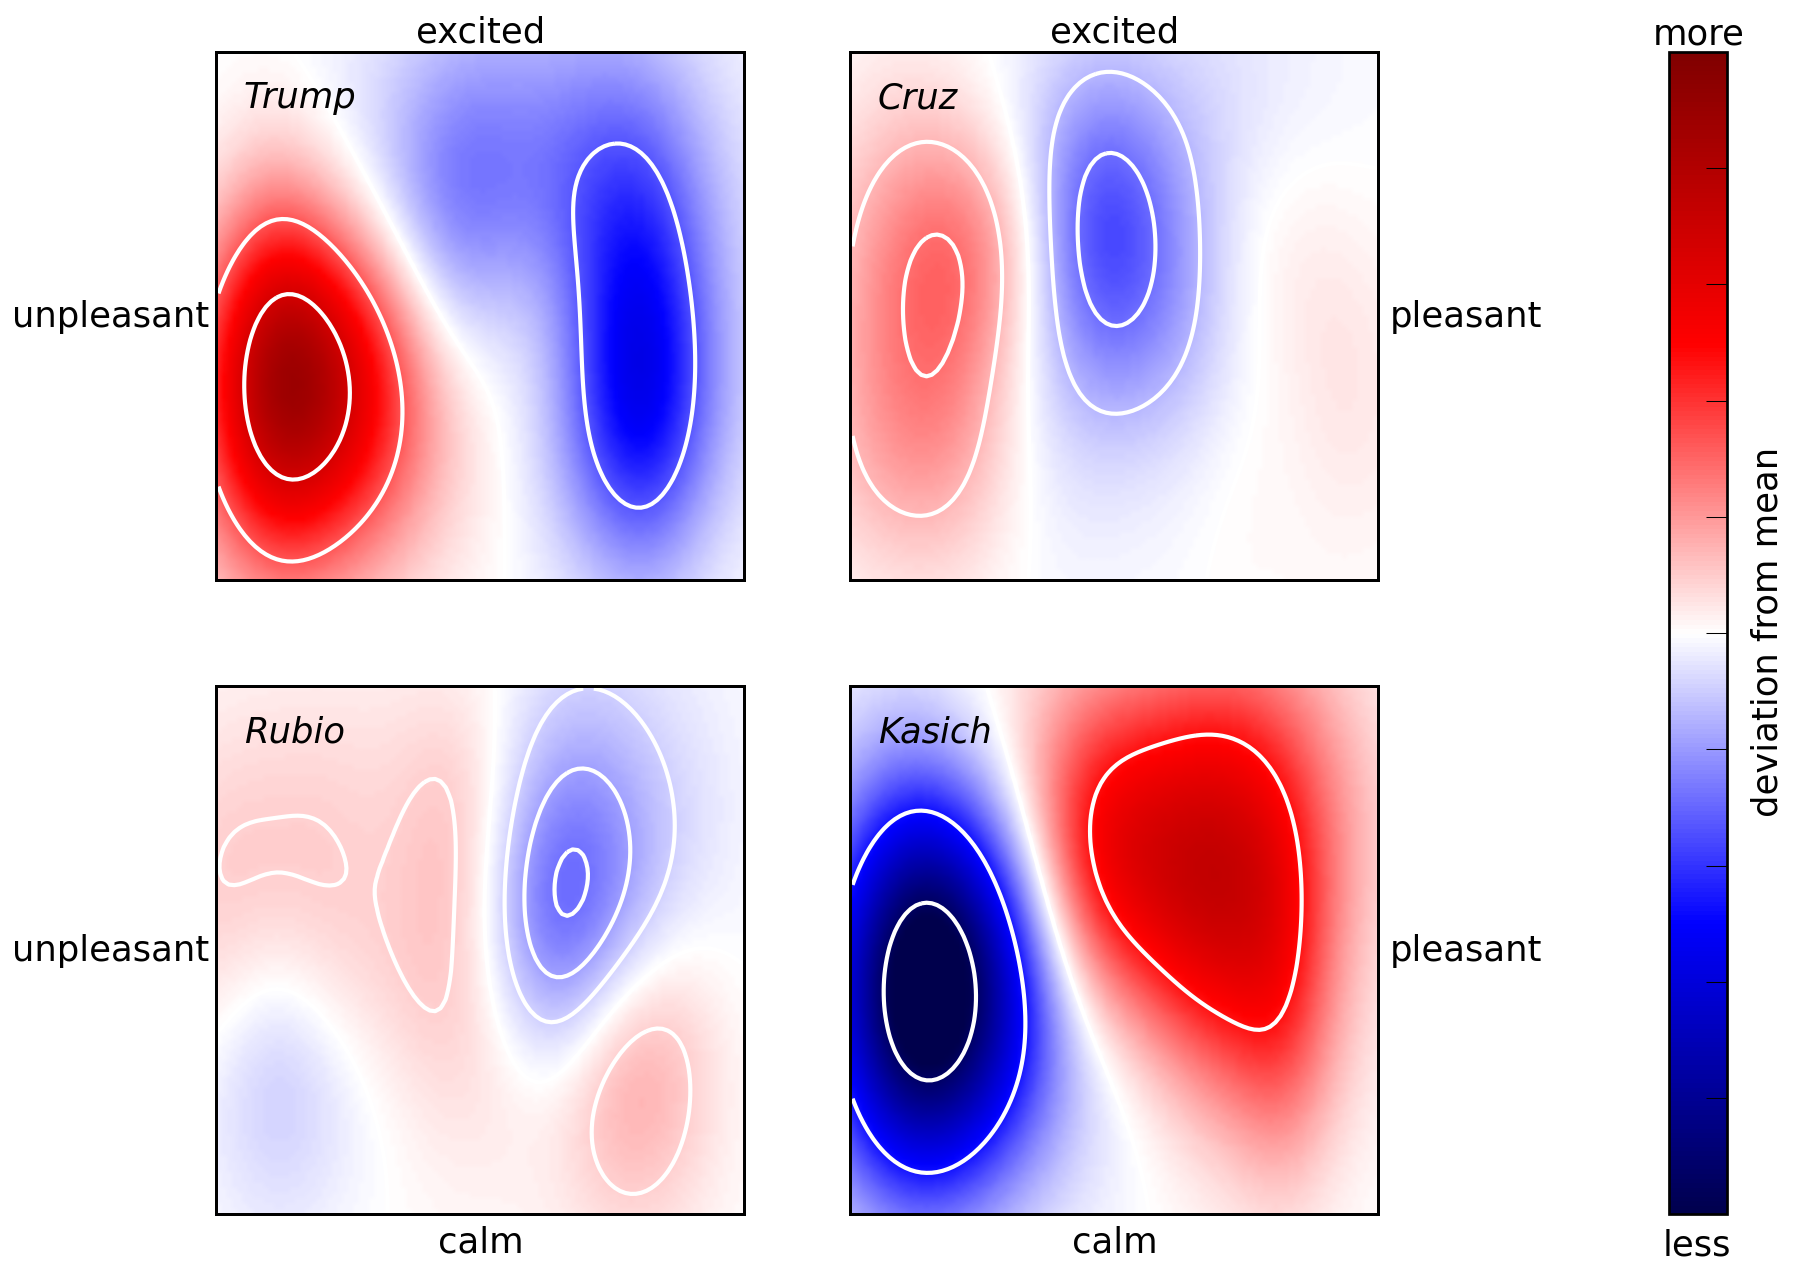 excited
excited
more
Trump
Cruz
unpleasant
pleasant
deviation from mean
Rubio
Kasich
unpleasant
pleasant
calm
calm
less